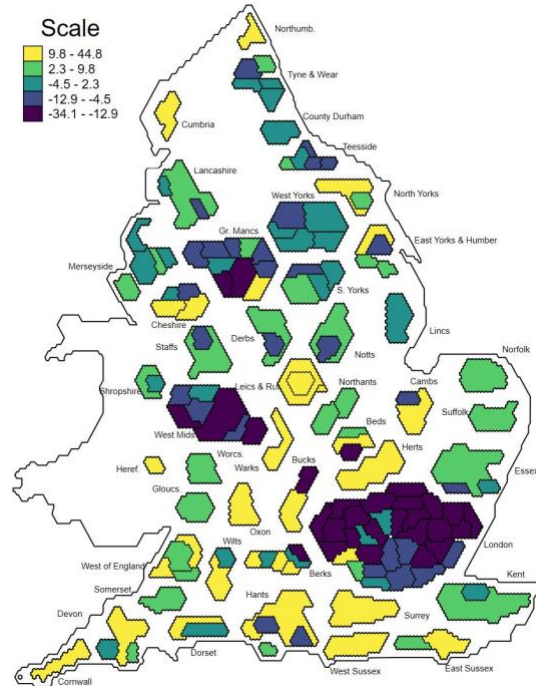 Scale
9.8 - 44.8
2.3 - 9.8
-4.5 - 2.3
-12.9 - -4.5
-34.1 - -12.9
Northumb.
Tyne & Wear
Cumbria
County Durham
Teesside
Lancashire
West Yorks
North Yorks
Gr. Mancs
East Yorks & Humber
Merseyside
S. Yorks
Cheshire
Lincs
Staffs
Derbs
Notts
Norfolk
Shropshire
Leics & Rut
Northants
Cambs
Suffolk
West Mids
Beds
Worcs.
Herts
Heref.
Warks
Bucks
Essex
Gloucs.
Oxon
Wilts
London
West of England
Berks
Kent
Somerset
Hants
Devon
Surrey
Dorset
West Sussex
East Sussex
Cornwall